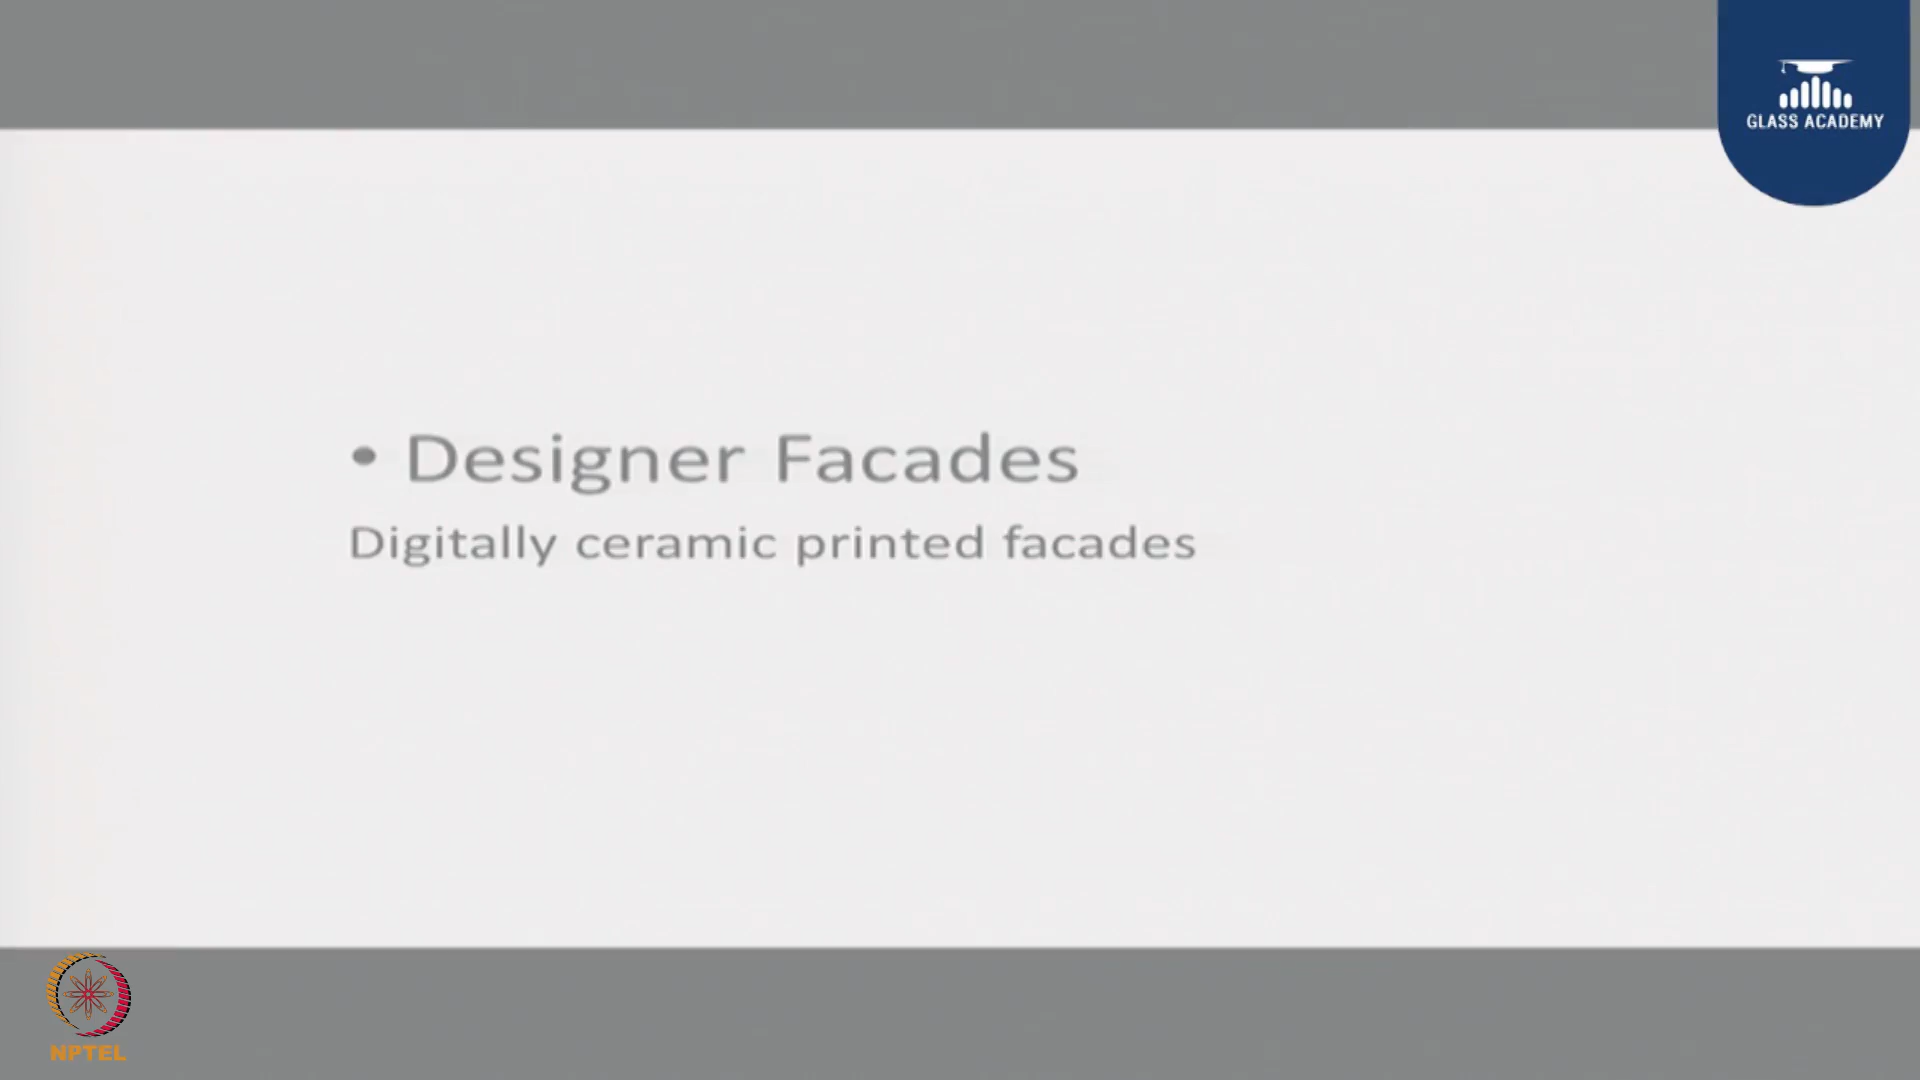 GLASS ACADEMY
• Designer Facades
Digitally ceramic printed facades
NPTEL